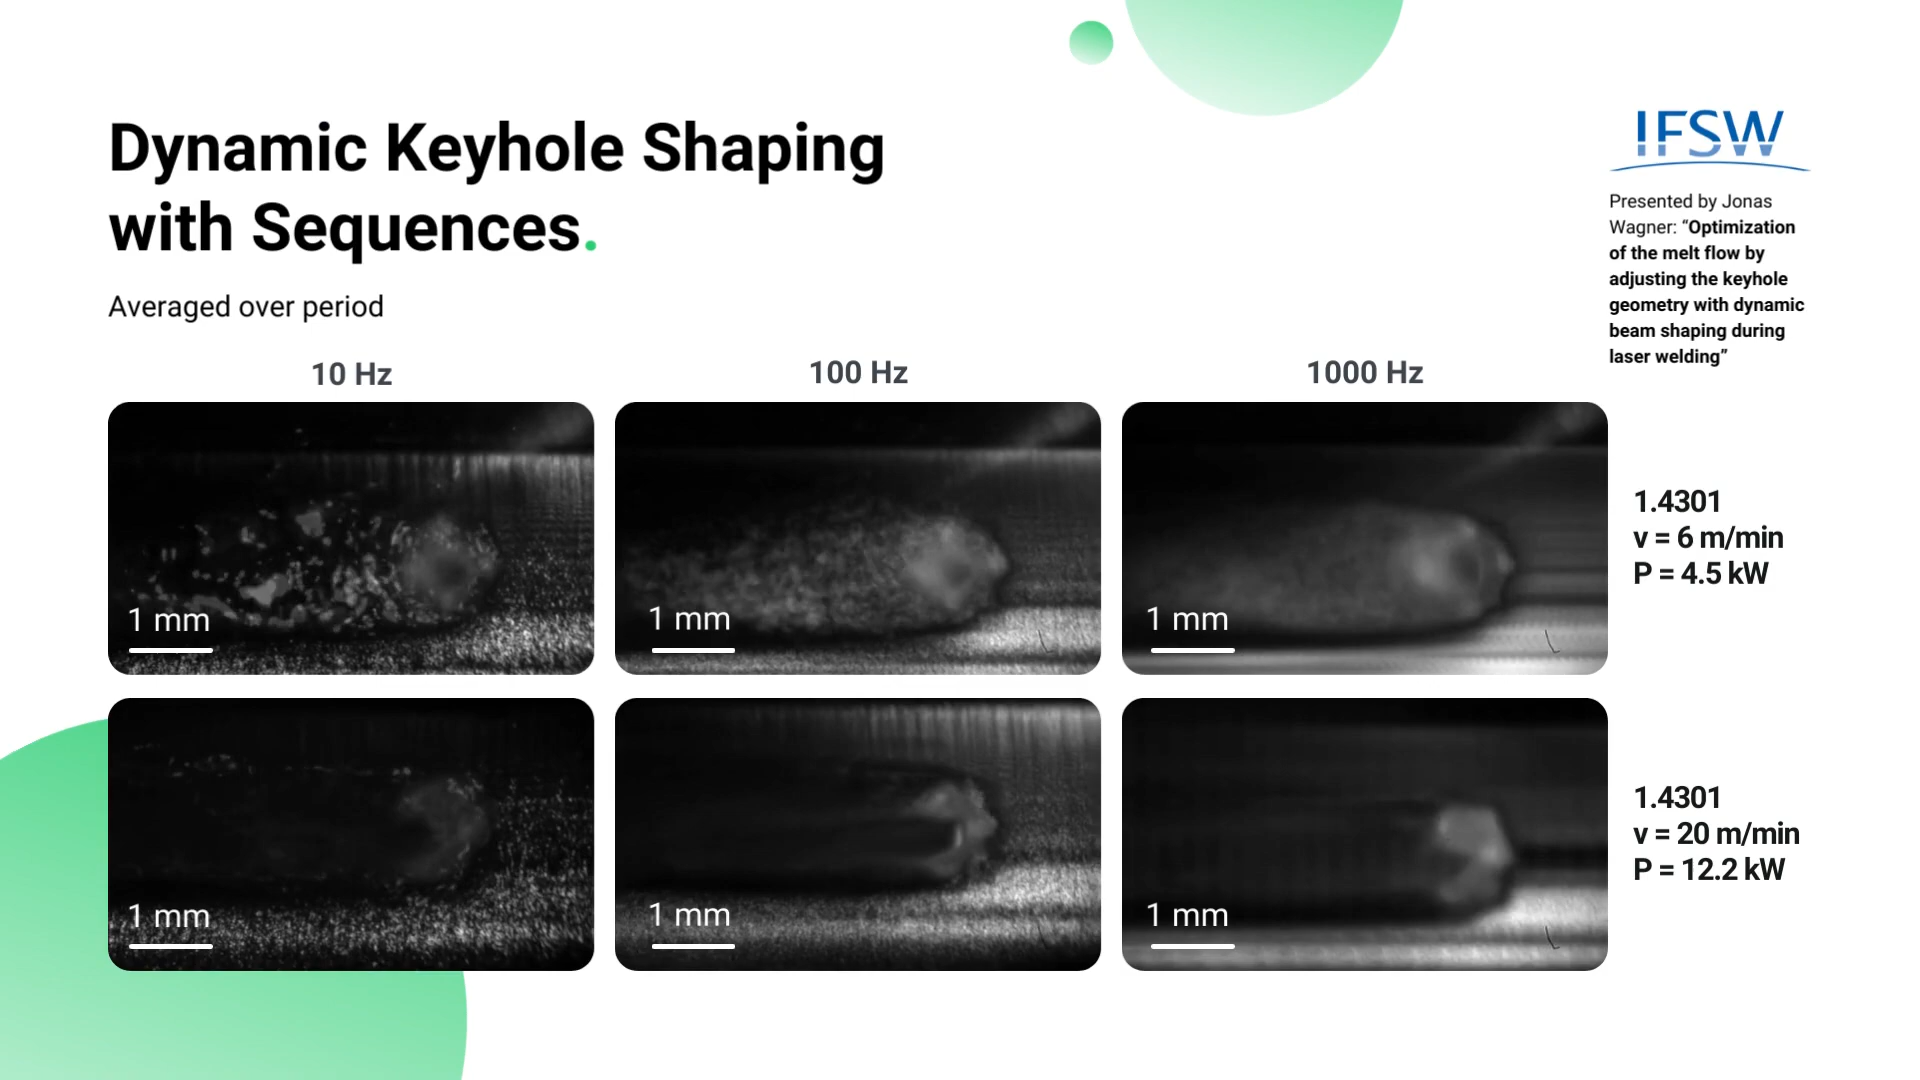 Dynamic Keyhole Shaping
with Sequences.
Averaged over period
IFSW
Presented by Jonas
Wagner: “Optimization
of the melt flow by
adjusting the keyhole
geometry with dynamic
beam shaping during
laser welding”
10 Hz
100 Hz
1000 Hz
1 mm
1 mm
1 mm
1.4301
v = 6 m/min
P = 4.5 kW
1 mm
1 mm
1 mm
1.4301
v = 20 m/min
P = 12.2 kW